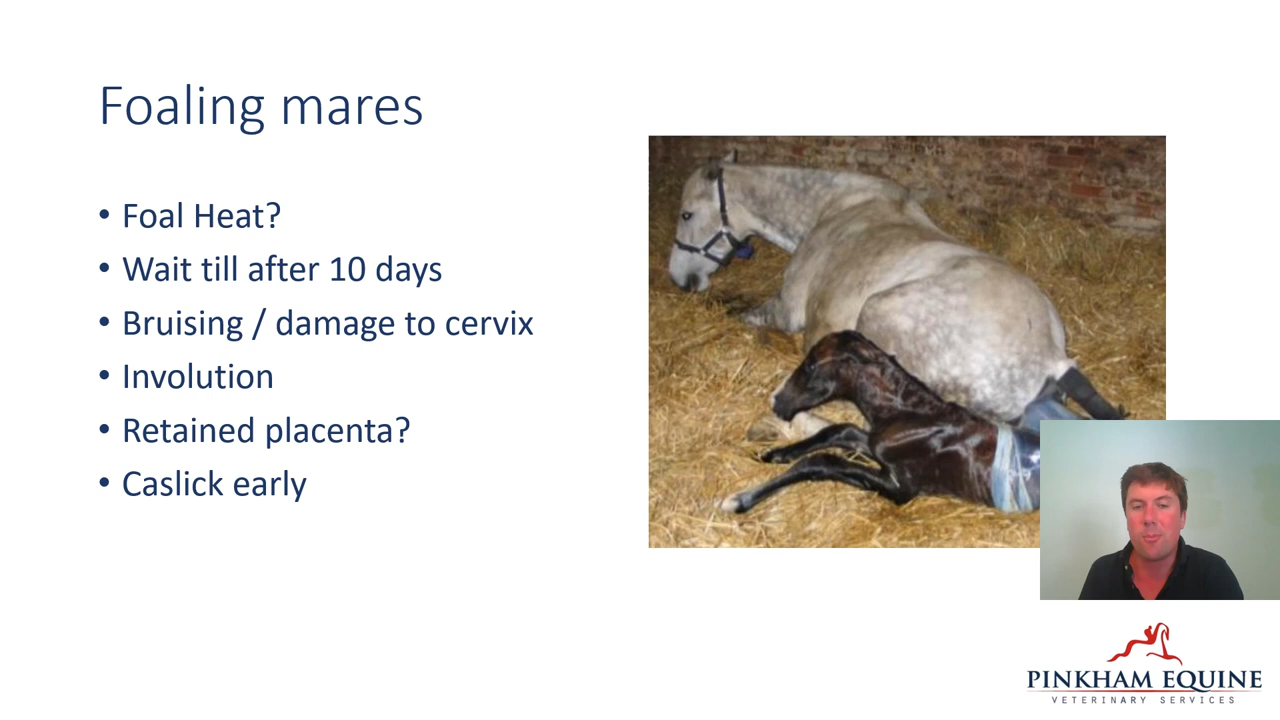 Foaling mares
• Foal Heat?
• Wait till after 10 days
• Bruising / damage to cervix
• Involution
• Retained placenta?
• Caslick early
PINKHAM EQUINE
VETERINARY SERVICES